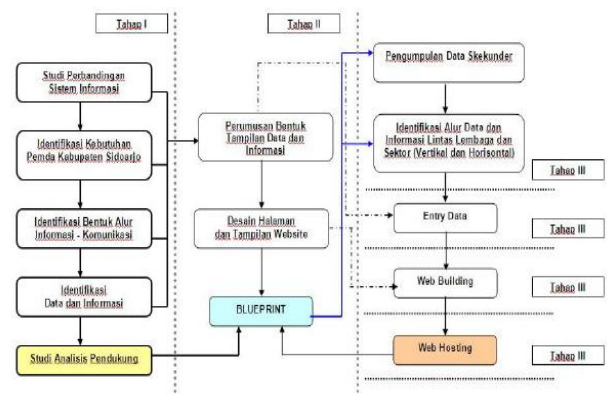 Tahap I
Studi Perbandingan
Sistem Informasi
Identifikasi Kebutuhan
Pemda Kabupaten Sidoarjo
Identifikasi Bentuk Alur
Informasi - Komunikasi
Identifikasi
Data dan Informasi
Studi Analisis Pendukung
Tahap II
Perumusan Bentuk
Tampilan Data dan
Informasi
Desain Halaman
dan Tampilan Website
BLUEPRINT
Pengumpulan Data Skekunder
Identifikasi Alur Data dan
Informasi Lintas Lembaga dan
Sektor (Vertikal dan Horisontal)
Tahap III
Entry Data
Tahap III
Web Building
Tahap III
Web Hosting
Tahap III